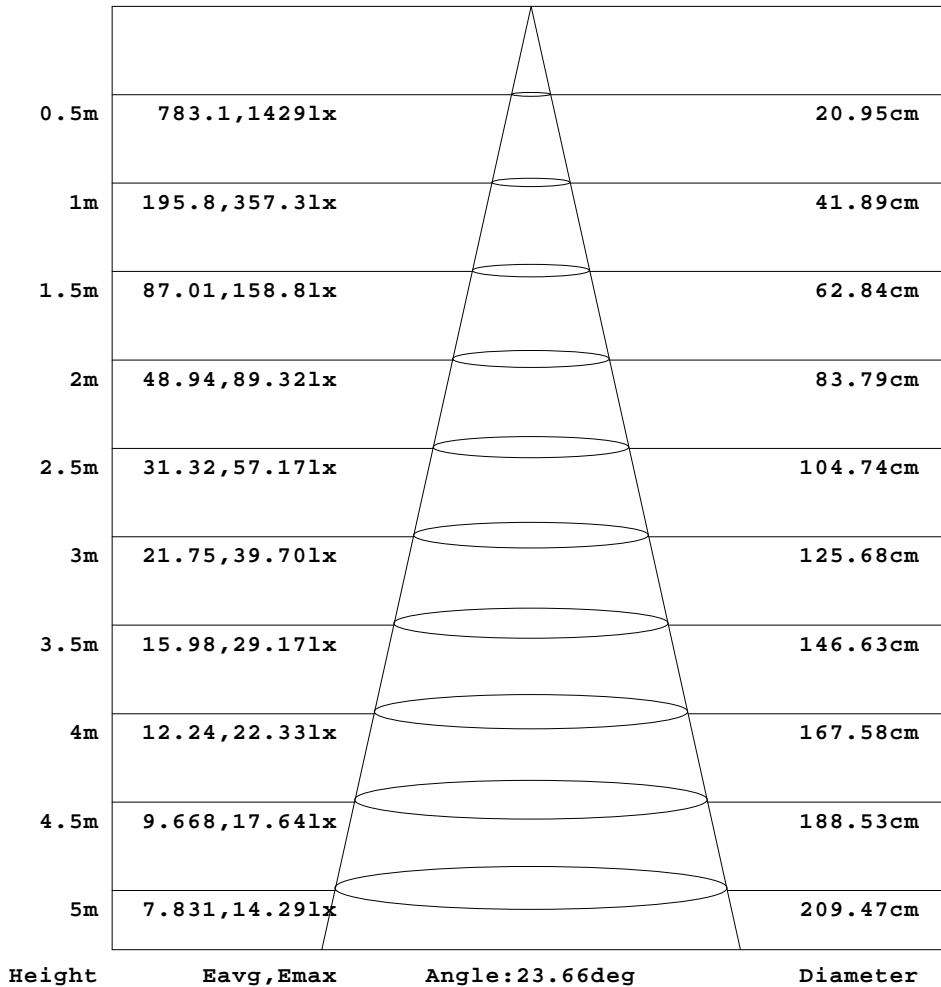 0.5m 783.1,1429lx 20.95cm
1m 195.8,357.3lx 41.89cm
1.5m 87.01,158.8lx 62.84cm
2m 48.94,89.32lx 83.79cm
2.5m 31.32,57.17lx 104.74cm
3m 21.75,39.70lx 125.68cm
3.5m 15.98,29.17lx 146.63cm
4m 12.24,22.33lx 167.58cm
4.5m 9.668,17.64lx 188.53cm
5m 7.831,14.29lx 209.47cm
Height Eavg,Emax Angle:23.66deg Diameter